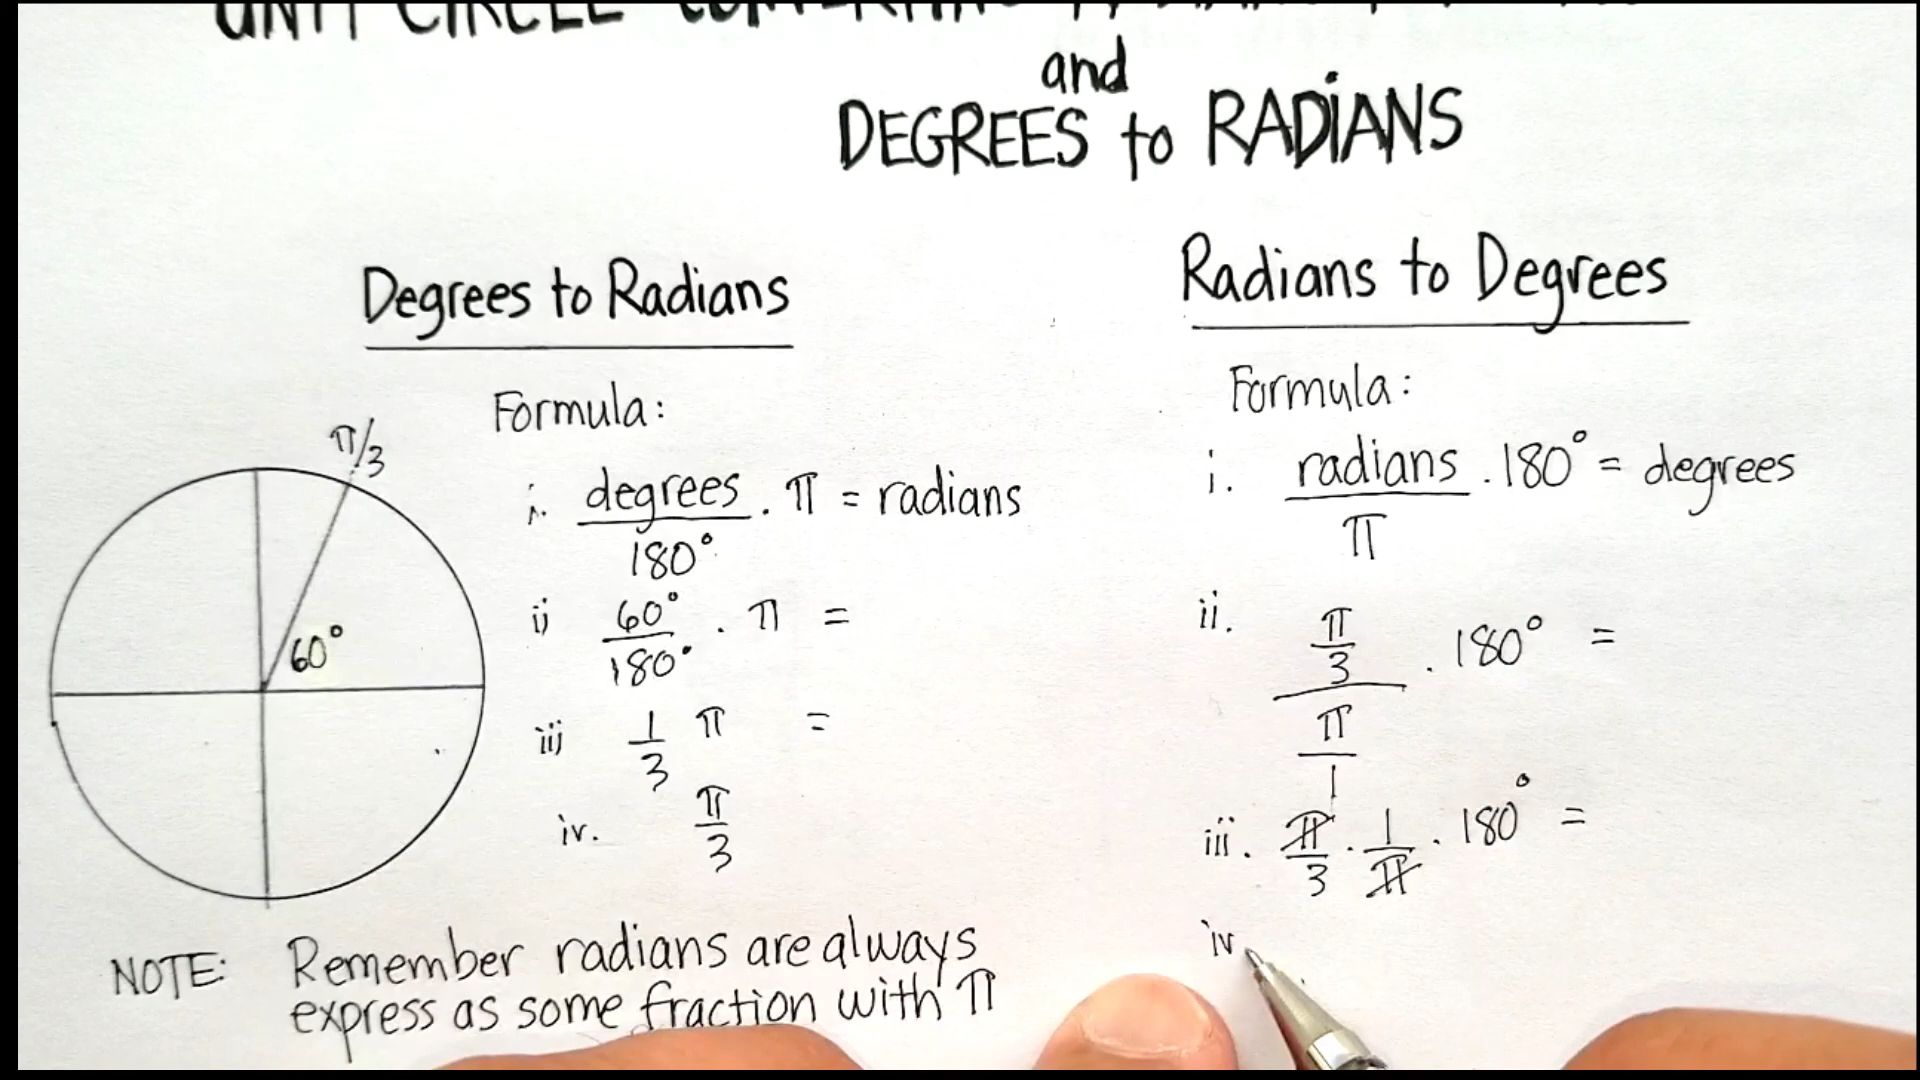 UNIT CIRCLE
and
DEGREES to RADIANS
Degrees to Radians
Formula:
i. degrees/180° . π = radians
ii) 60°/180° . π =
iii) 1/3 π =
iv. π/3
π/3
60°
NOTE: Remember radians are always
express as some fraction with π
Radians to Degrees
Formula:
i. radians/π . 180° = degrees
ii. π/3 / π/1 . 180° =
iii. π/3 . 1/π . 180° =
iv